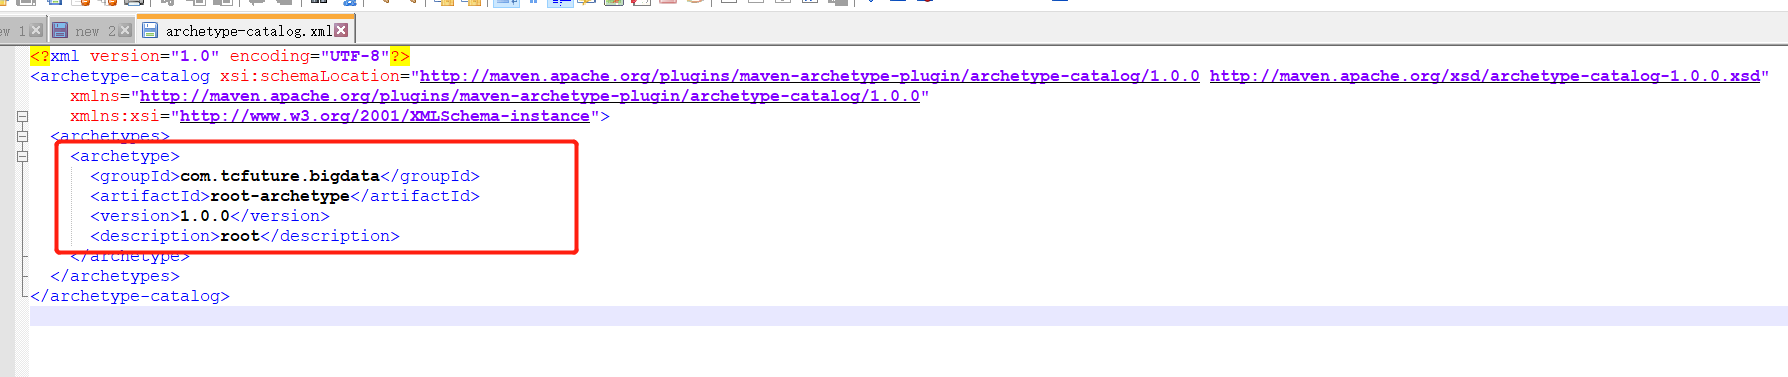 ew 1
new 2
archetype-catalog.xml
<?xml version="1.0" encoding="UTF-8"?>
<archetype-catalog xsi:schemaLocation="http://maven.apache.org/plugins/maven-archetype-plugin/archetype-catalog/1.0.0 http://maven.apache.org/xsd/archetype-catalog-1.0.0.xsd"
xmlns="http://maven.apache.org/plugins/maven-archetype-plugin/archetype-catalog/1.0.0"
xmlns:xsi="http://www.w3.org/2001/XMLSchema-instance">
<archetypes>
<archetype>
<groupId>com.tcfuture.bigdata</groupId>
<artifactId>root-archetype</artifactId>
<version>1.0.0</version>
<description>root</description>
</archetype>
</archetypes>
</archetype-catalog>